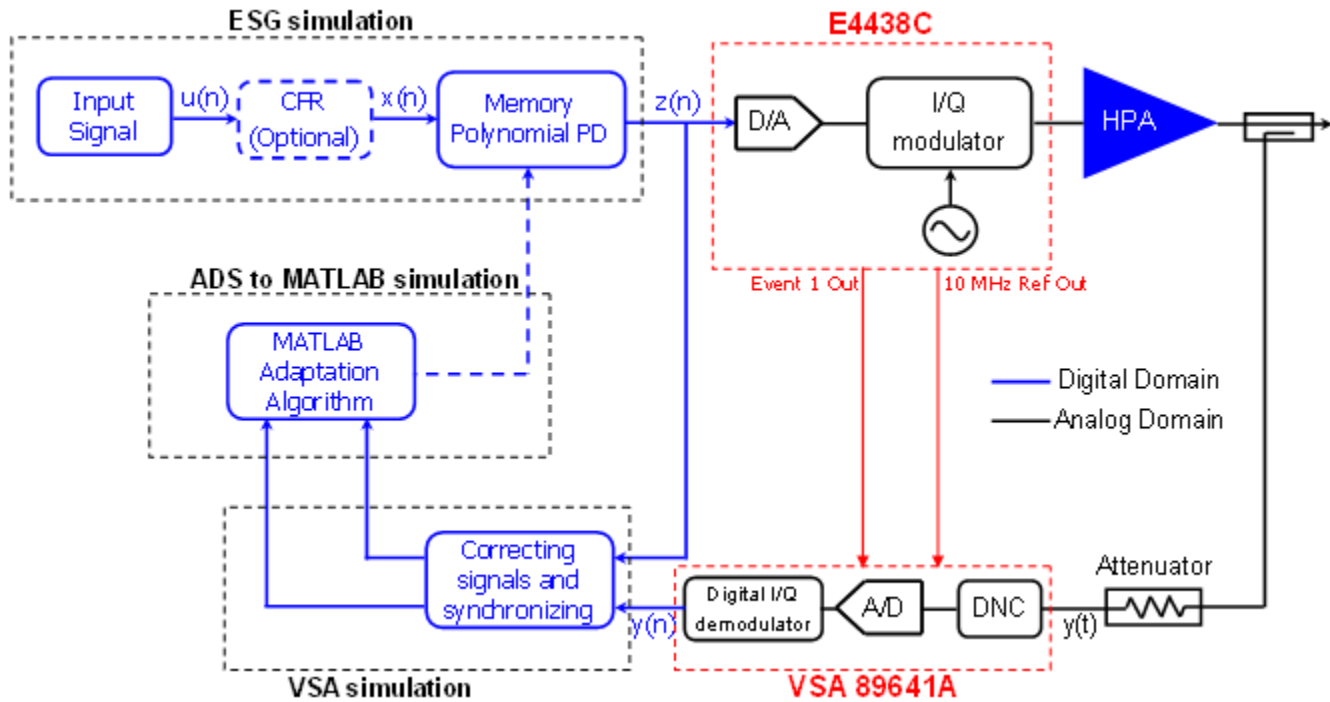 ESG simulation
E4438C
Input
Signal
u(n)
CFR
(Optional)
x(n)
Memory
Polynomial PD
z(n)
D/A
I/Q
modulator
HPA
Event 1 Out
10 MHz Ref Out
ADS to MATLAB simulation
MATLAB
Adaptation
Algorithm
Digital Domain
Analog Domain
Correcting
signals and
synchronizing
y(n)
Digital I/Q
demodulator
A/D
DNC
y(t)
Attenuator
VSA simulation
VSA 89641A